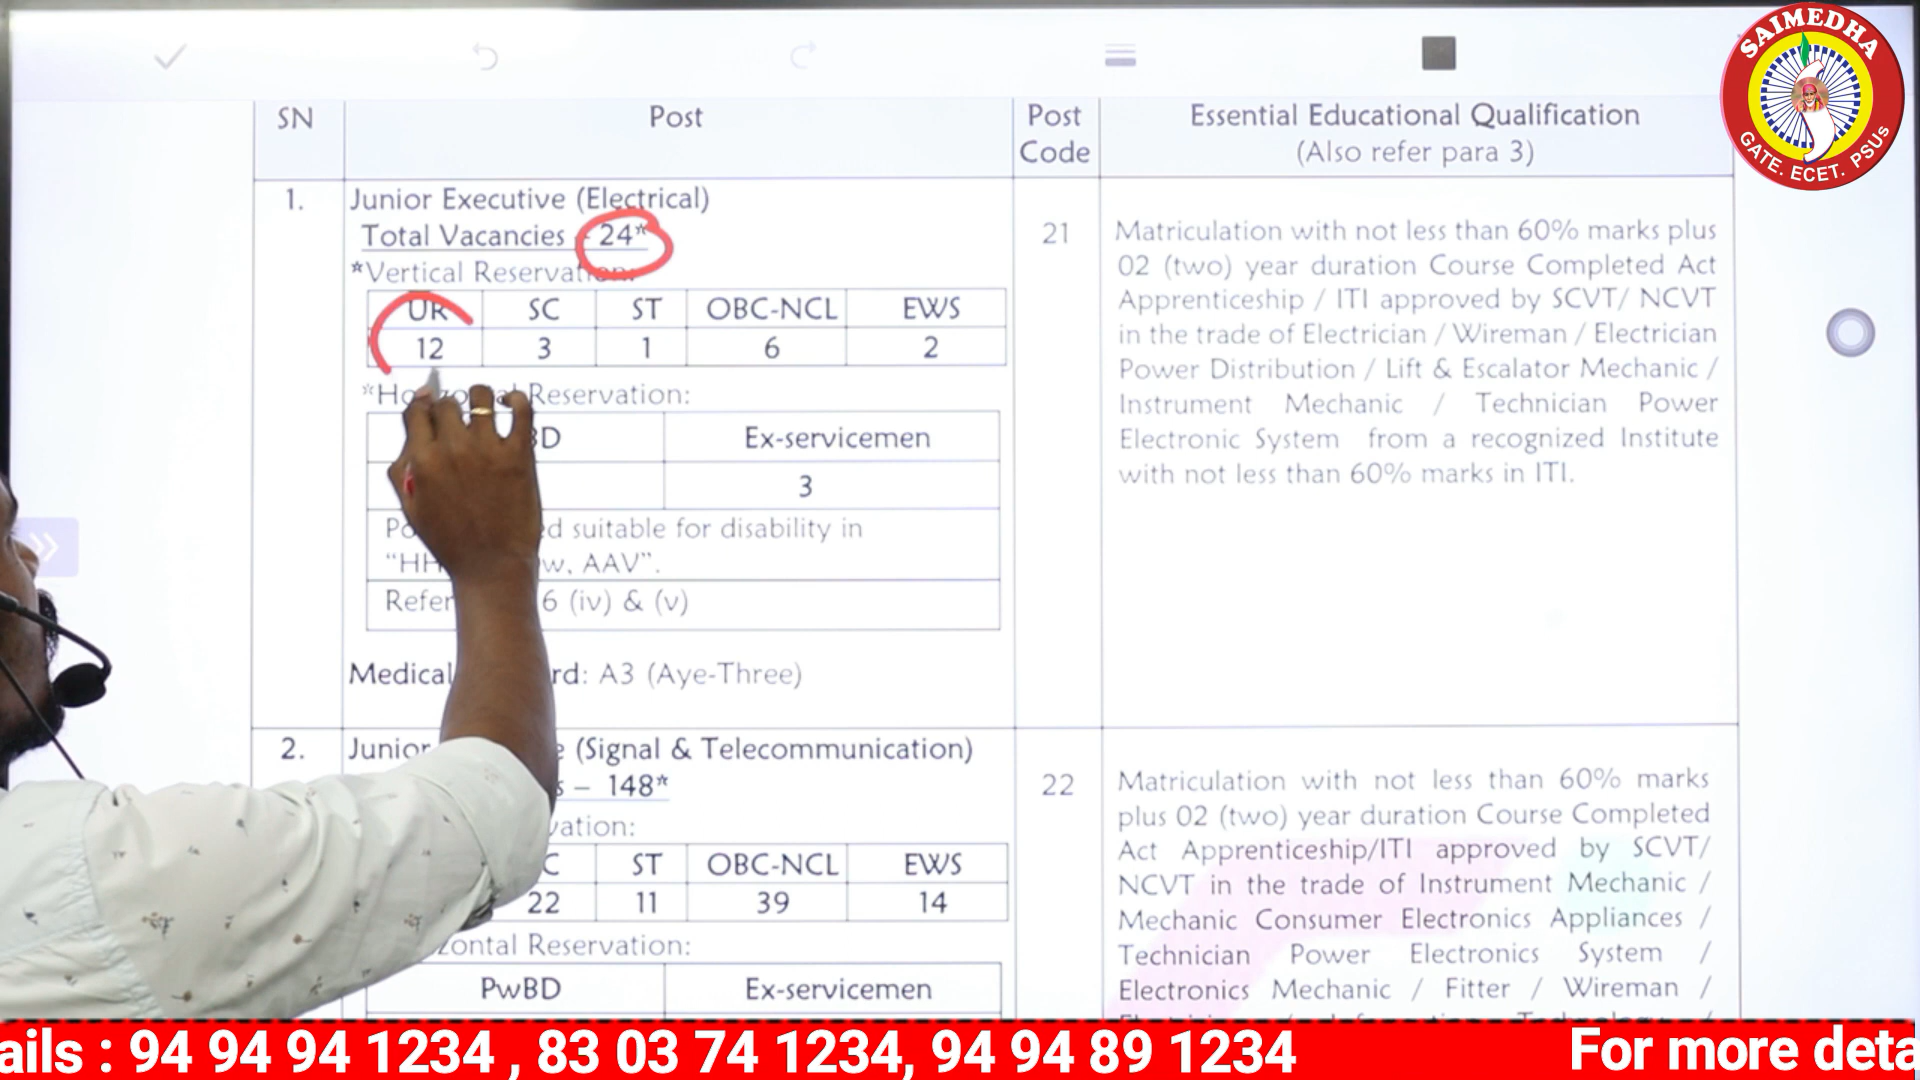 SAIMEDHA
GATE. ECET. PSUs
SN Post Post Code Essential Educational Qualification
(Also refer para 3)
1. Junior Executive (Electrical)
Total Vacancies - 24*
*Vertical Reservation:
UR SC ST OBC-NCL EWS
12 3 1 6 2
Reservation:
Ex-servicemen
3
suitable for disability in
AAV".
Refer 6 (iv) & (v)
Medical A3 (Aye-Three)
21
Matriculation with not less than 60% marks plus
02 (two) year duration Course Completed Act
Apprenticeship / ITI approved by SCVT/ NCVT
in the trade of Electrician / Wireman / Electrician
Power Distribution / Lift & Escalator Mechanic /
Instrument Mechanic / Technician Power
Electronic System from a recognized Institute
with not less than 60% marks in ITI.
2. Junior (Signal & Telecommunication)
– 148*
ST OBC-NCL EWS
22 11 39 14
Reservation:
PwBD Ex-servicemen
22
Matriculation with not less than 60% marks
plus 02 (two) year duration Course Completed
Act Apprenticeship/ITI approved by SCVT/
NCVT in the trade of Instrument Mechanic /
Mechanic Consumer Electronics Appliances /
Technician Power Electronics System /
Electronics Mechanic / Fitter / Wireman /
ails : 94 94 94 1234 , 83 03 74 1234, 94 94 89 1234 For more deta